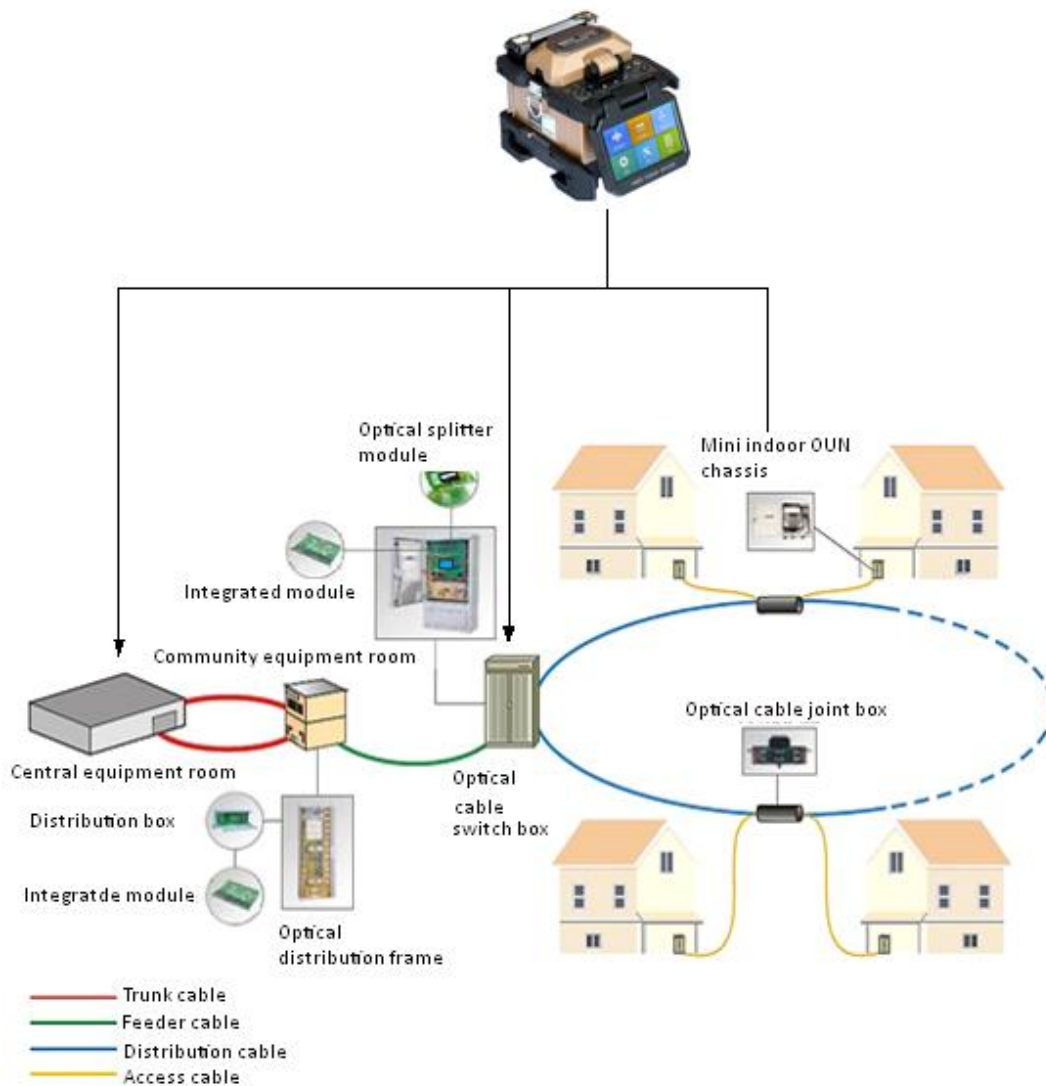 Optical splitter
module
Mini indoor OUN
chassis
Integrated module
Community equipment room
Optical cable joint box
Central equipment room
Optical
cable
switch box
Distribution box
Integratde module
Optical
distribution frame
Trunk cable
Feeder cable
Distribution cable
Access cable